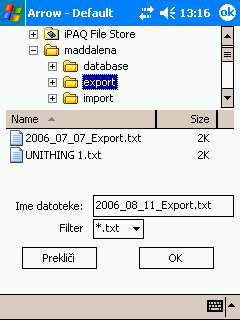 Arrow - Default 13:16 ok
iPAQ File Store
maddalena
database
export
import
Name Size
2006_07_07_Export.txt 2K
UNITHING 1.txt 2K
Ime datoteke: 2006_08_11_Export.txt
Filter *.txt
Prekliči OK